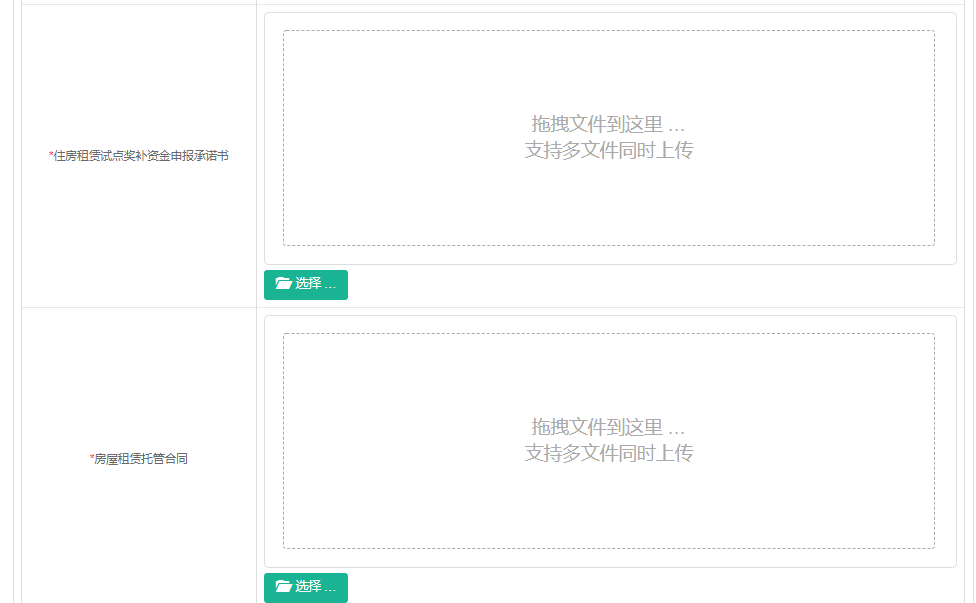 *住房租赁试点奖补资金申报承诺书
拖拽文件到这里 …
支持多文件同时上传
选择 …
*房屋租赁托管合同
拖拽文件到这里 …
支持多文件同时上传
选择 …